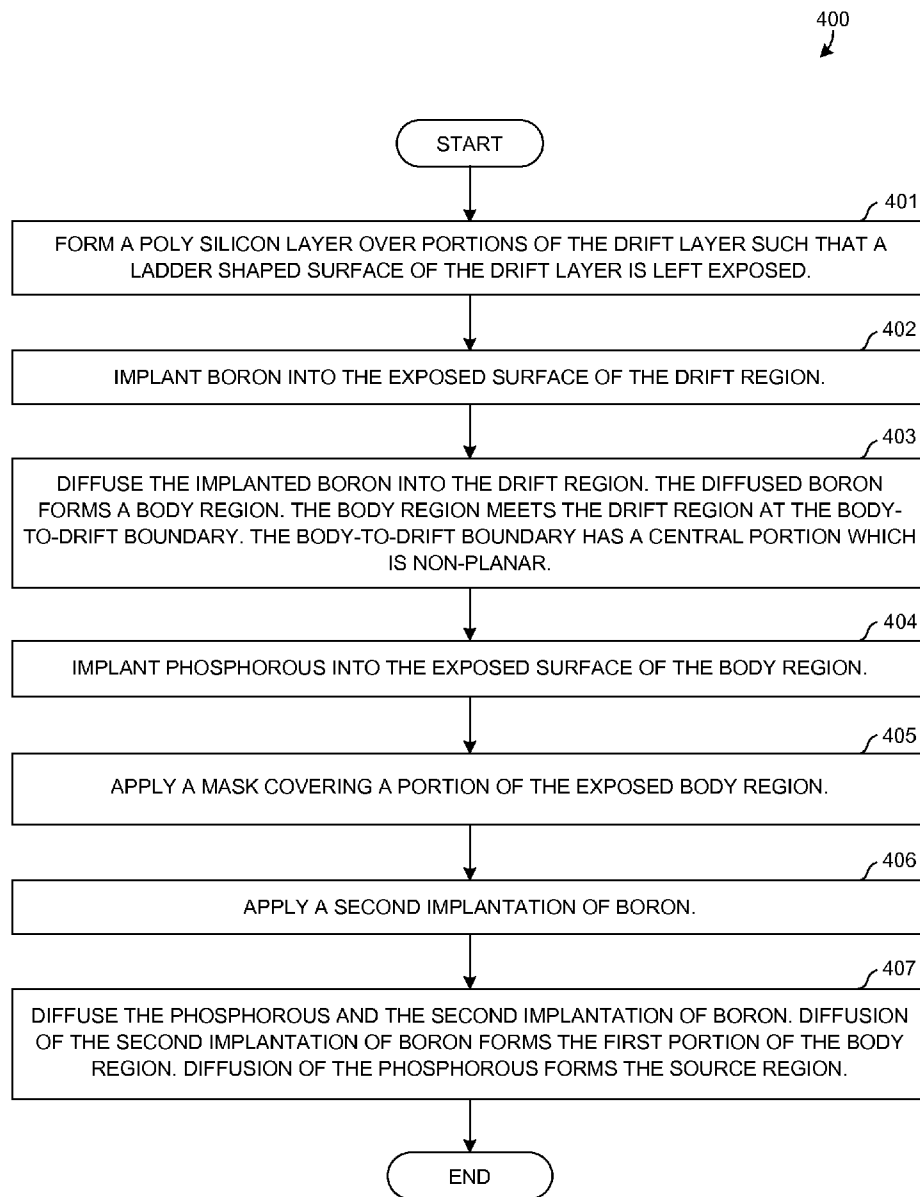 400
START
401
FORM A POLY SILICON LAYER OVER PORTIONS OF THE DRIFT LAYER SUCH THAT A
LADDER SHAPED SURFACE OF THE DRIFT LAYER IS LEFT EXPOSED.
402
IMPLANT BORON INTO THE EXPOSED SURFACE OF THE DRIFT REGION.
403
DIFFUSE THE IMPLANTED BORON INTO THE DRIFT REGION. THE DIFFUSED BORON
FORMS A BODY REGION. THE BODY REGION MEETS THE DRIFT REGION AT THE BODY-
TO-DRIFT BOUNDARY. THE BODY-TO-DRIFT BOUNDARY HAS A CENTRAL PORTION WHICH
IS NON-PLANAR.
404
IMPLANT PHOSPHOROUS INTO THE EXPOSED SURFACE OF THE BODY REGION.
405
APPLY A MASK COVERING A PORTION OF THE EXPOSED BODY REGION.
406
APPLY A SECOND IMPLANTATION OF BORON.
407
DIFFUSE THE PHOSPHOROUS AND THE SECOND IMPLANTATION OF BORON. DIFFUSION
OF THE SECOND IMPLANTATION OF BORON FORMS THE FIRST PORTION OF THE BODY
REGION. DIFFUSION OF THE PHOSPHOROUS FORMS THE SOURCE REGION.
END